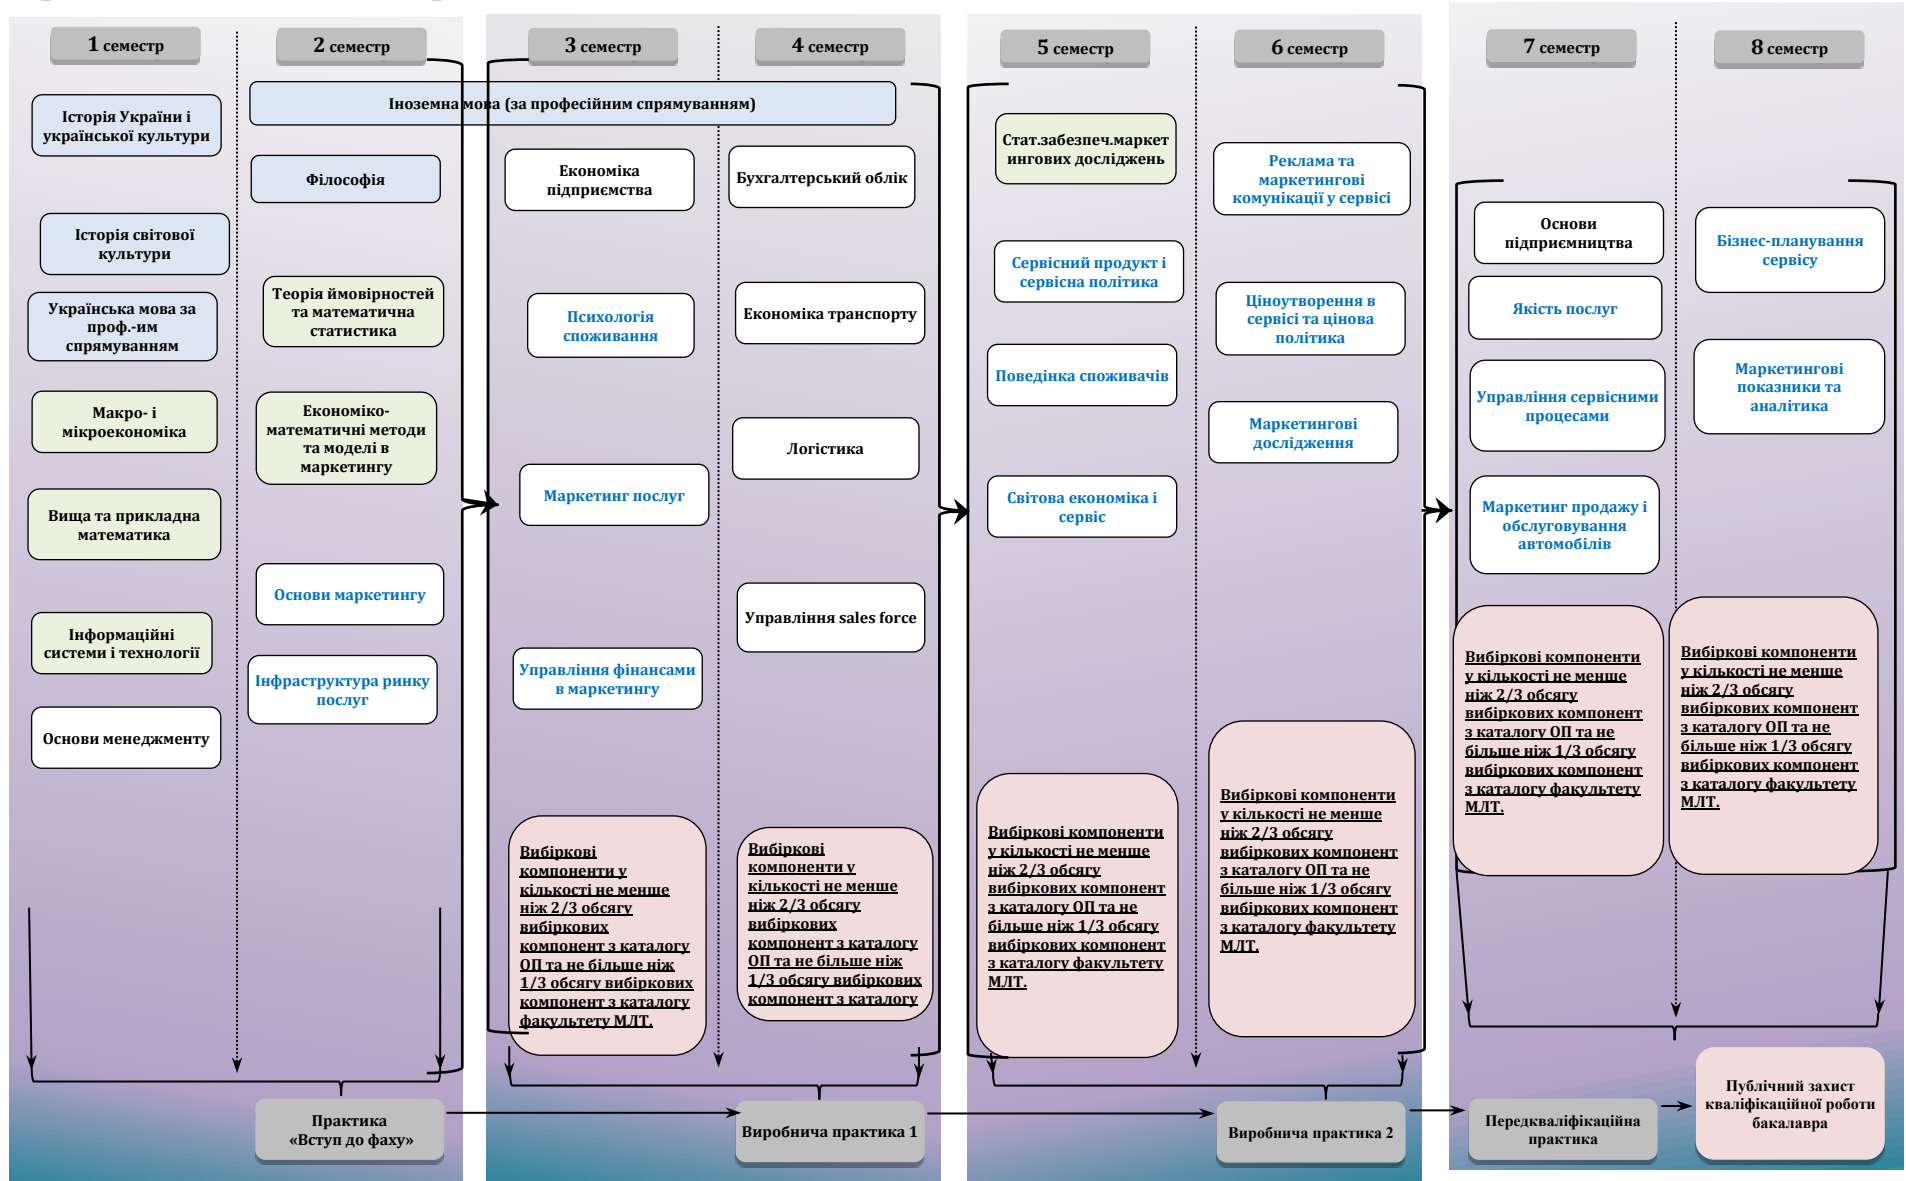 1 семестр
Історія України і
української культури
Історія світової
культури
Українська мова за
проф.-им
спрямуванням
Макро- і
мікроекономіка
Вища та прикладна
математика
Інформаційні
системи і технології
Основи менеджменту
2 семестр
Іноземна мова (за професійним спрямуванням)
Філософія
Теорія ймовірностей
та математична
статистика
Економіко-
математичні методи
та моделі в
маркетингу
Основи маркетингу
Інфраструктура ринку
послуг
Практика
«Вступ до фаху»
3 семестр
Економіка
підприємства
Психологія
споживання
Маркетинг послуг
Управління фінансами
в маркетингу
Вибіркові
компоненти у
кількості не менше
ніж 2/3 обсягу
вибіркових
компонент з каталогу
ОП та не більше ніж
1/3 обсягу вибіркових
компонент з каталогу
факультету МЛТ.
4 семестр
Бухгалтерський облік
Економіка транспорту
Логістика
Управління sales force
Вибіркові
компоненти у
кількості не менше
ніж 2/3 обсягу
вибіркових
компонент з каталогу
ОП та не більше ніж
1/3 обсягу вибіркових
компонент з каталогу
Виробнича практика 1
5 семестр
Стат.забезпеч.маркет
ингових досліджень
Сервісний продукт і
сервісна політика
Поведінка споживачів
Світова економіка і
сервіс
Вибіркові компоненти
у кількості не менше
ніж 2/3 обсягу
вибіркових компонент
з каталогу ОП та не
більше ніж 1/3 обсягу
вибіркових компонент
з каталогу факультету
МЛТ.
6 семестр
Реклама та
маркетингові
комунікації у сервісі
Ціноутворення в
сервісі та цінова
політика
Маркетингові
дослідження
Вибіркові компоненти
у кількості не менше
ніж 2/3 обсягу
вибіркових компонент
з каталогу ОП та не
більше ніж 1/3 обсягу
вибіркових компонент
з каталогу факультету
МЛТ.
Виробнича практика 2
7 семестр
Основи
підприємництва
Якість послуг
Управління сервісними
процесами
Маркетинг продажу і
обслуговування
автомобілів
Вибіркові компоненти
у кількості не менше
ніж 2/3 обсягу
вибіркових компонент
з каталогу ОП та не
більше ніж 1/3 обсягу
вибіркових компонент
з каталогу факультету
МЛТ.
Передкваліфікаційна
практика
8 семестр
Бізнес-планування
сервісу
Маркетингові
показники та
аналітика
Вибіркові компоненти
у кількості не менше
ніж 2/3 обсягу
вибіркових компонент
з каталогу ОП та не
більше ніж 1/3 обсягу
вибіркових компонент
з каталогу факультету
МЛТ.
Публічний захист
кваліфікаційної роботи
бакалавра